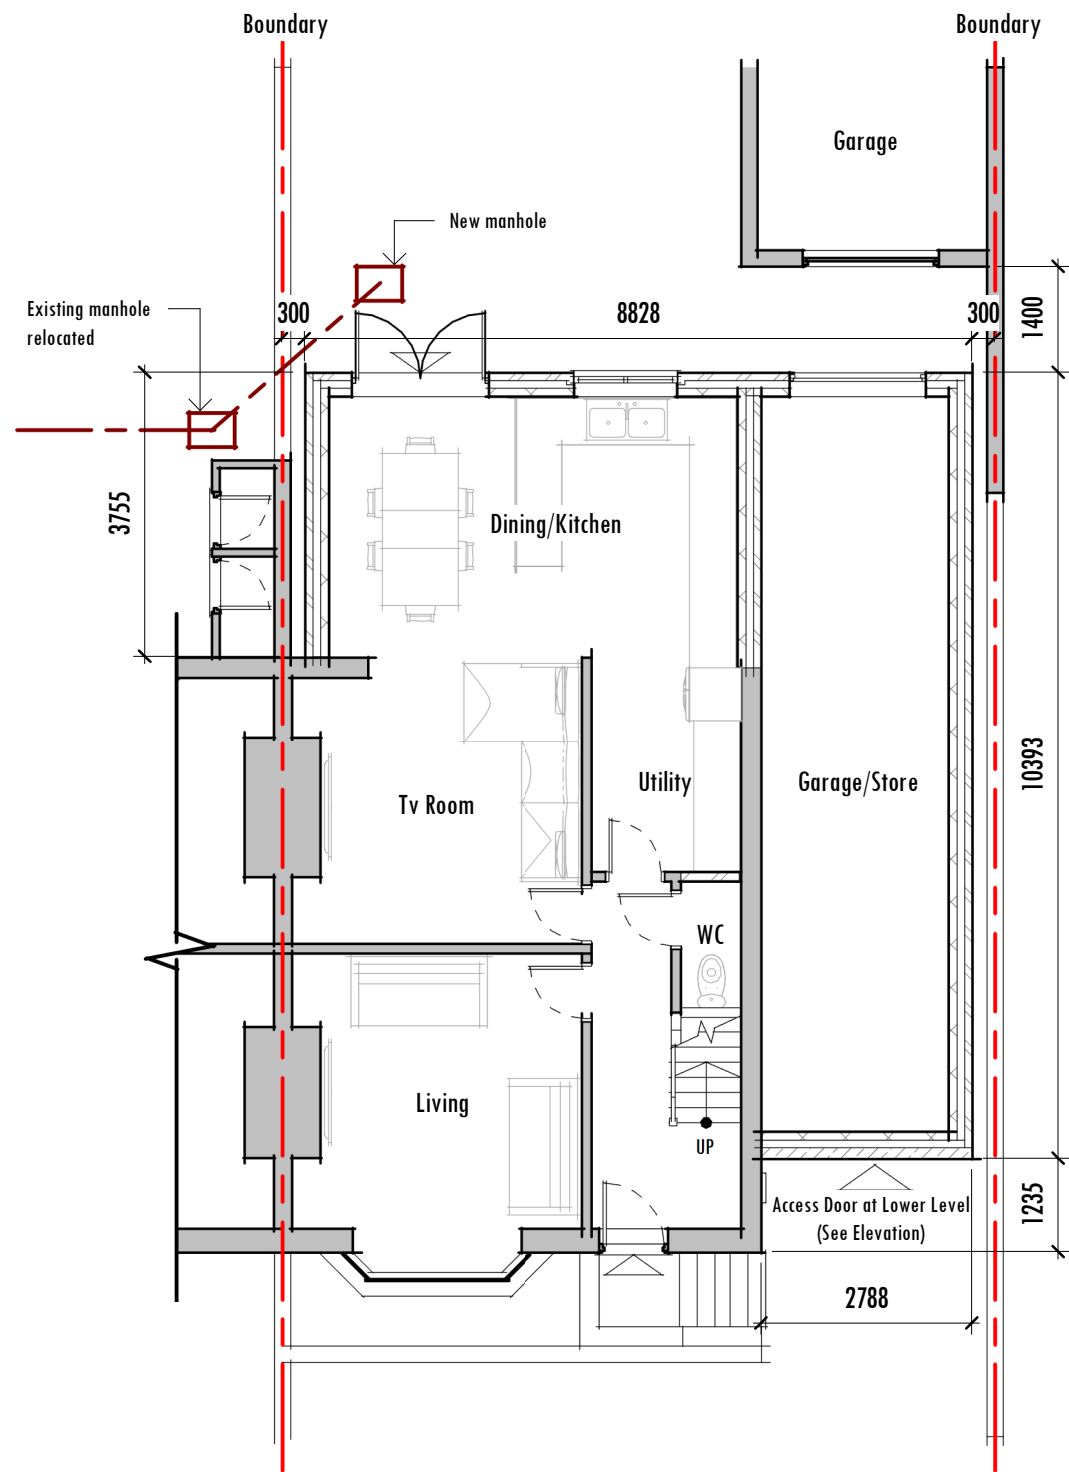 Boundary
Boundary
Garage
New manhole
Existing manhole
relocated
300
8828
300
1400
3755
Dining/Kitchen
10393
Utility
Garage/Store
Tv Room
WC
Living
UP
Access Door at Lower Level
(See Elevation)
1235
2788